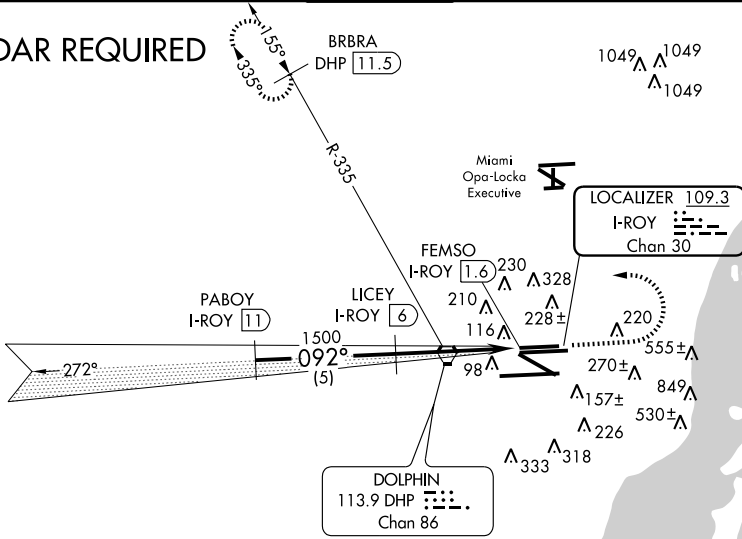 DAR REQUIRED
155°
335°
BRBRA
DHP 11.5
1049
1049
1049
R-335
Miami
Opa-Locka
Executive
LOCALIZER 109.3
I-ROY
Chan 30
FEMSO
I-ROY 1.6
230
328
210
228±
116
220
PABOY
I-ROY 11
LICEY
I-ROY 6
1500
092°
(5)
272°
98
270±
555±
849
157±
530±
226
318
333
DOLPHIN
113.9 DHP
Chan 86